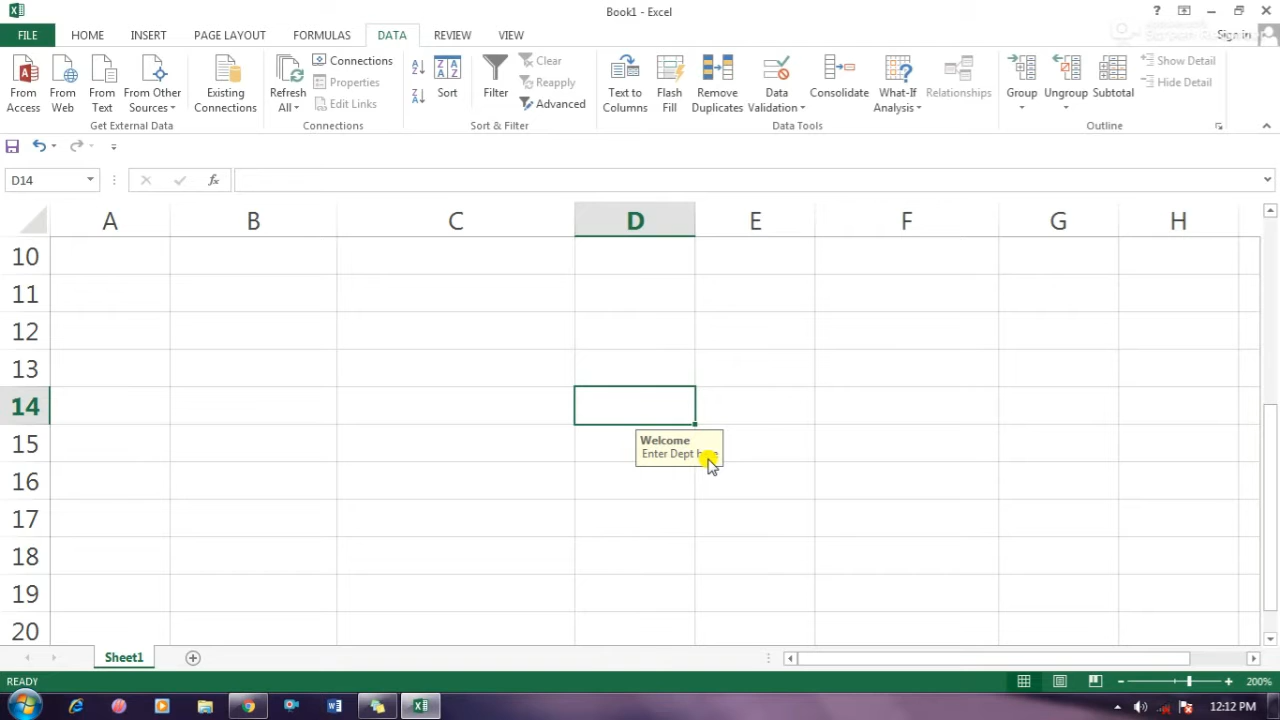 Book1 - Excel
Sign in
FILE HOME INSERT PAGE LAYOUT FORMULAS DATA REVIEW VIEW
From Access
From Web
From Text
From Other Sources
Existing Connections
Get External Data
Refresh All
Connections
Properties
Edit Links
Connections
Sort
Filter
Clear
Reapply
Advanced
Sort & Filter
Text to Columns
Flash Fill
Remove Duplicates
Data Validation
Consolidate
What-If Analysis
Relationships
Data Tools
Group
Ungroup
Subtotal
Show Detail
Hide Detail
Outline
D14
fx
A B C D E F G H
10
11
12
13
14
15
Welcome
Enter Dept
16
17
18
19
20
Sheet1
READY
200%
12:12 PM